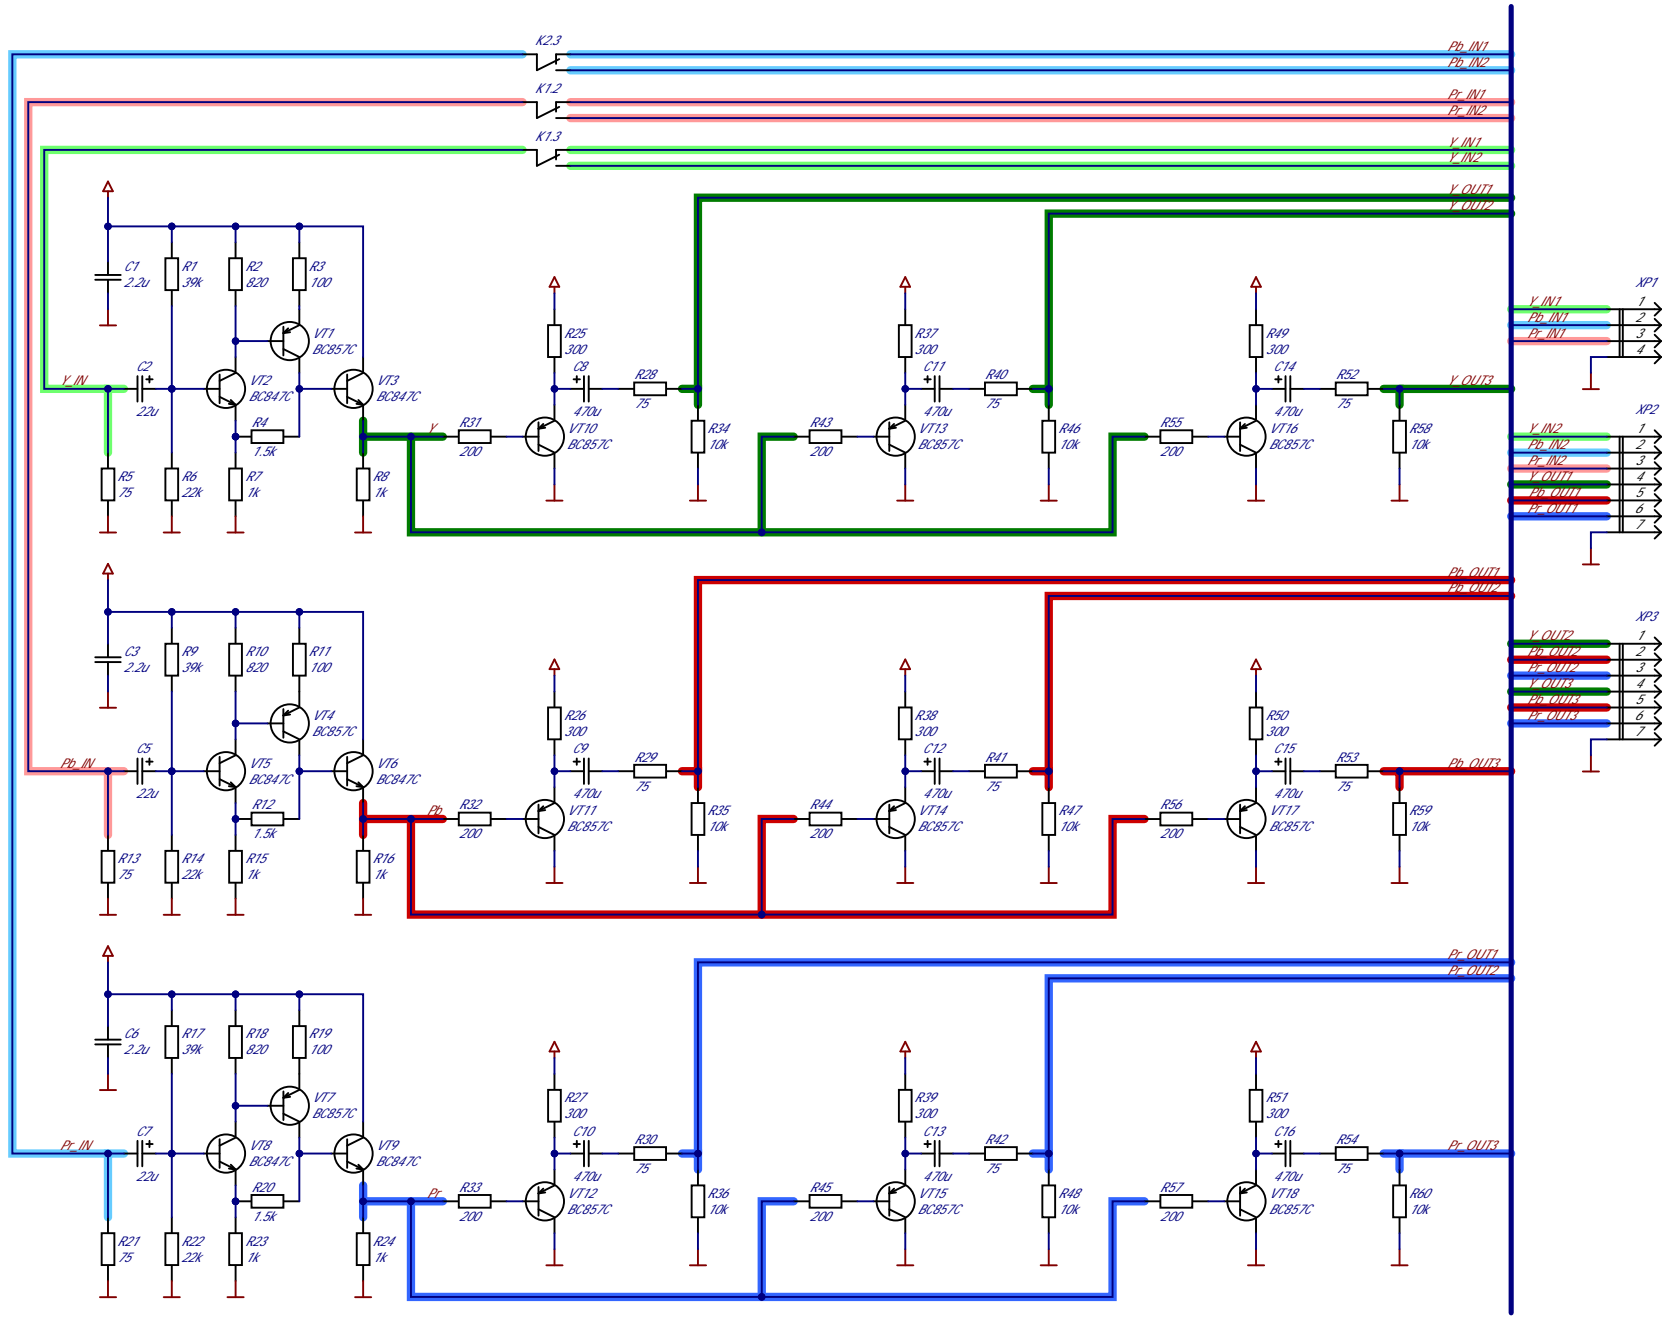 K2.3
Pb_IN1
Pb_IN2
K1.2
Pr_IN1
Pr_IN2
K1.3
Y_IN1
Y_IN2
Y_OUT1
Y_OUT2
C1
2.2u
R1
39k
R2
820
R3
100
VT1
BC857C
Y_IN
C2
22u
VT2
BC847C
VT3
BC847C
R4
1.5k
R5
75
R6
22k
R7
1k
R8
1k
Y
R31
200
R25
300
C8
470u
R28
75
VT10
BC857C
R34
10k
R43
200
R37
300
C11
470u
R40
75
VT13
BC857C
R46
10k
R55
200
R49
300
C14
470u
R52
75
VT16
BC857C
R58
10k
Y_OUT3
XP1
Y_IN1 1
Pb_IN1 2
Pr_IN1 3
4
XP2
Y_IN2 1
Pb_IN2 2
Pr_IN2 3
Y_OUT1 4
Pb_OUT1 5
Pr_OUT1 6
7
XP3
Y_OUT2 1
Pb_OUT2 2
Pr_OUT2 3
Y_OUT3 4
Pb_OUT3 5
Pr_OUT3 6
7
Pb_OUT1
Pb_OUT2
C3
2.2u
R9
39k
R10
820
R11
100
VT4
BC857C
Pb_IN
C5
22u
VT5
BC847C
VT6
BC847C
R12
1.5k
R13
75
R14
22k
R15
1k
R16
1k
Pb
R32
200
R26
300
C9
470u
R29
75
VT11
BC857C
R35
10k
R44
200
R38
300
C12
470u
R41
75
VT14
BC857C
R47
10k
R56
200
R50
300
C15
470u
R53
75
VT17
BC857C
R59
10k
Pb_OUT3
Pr_OUT1
Pr_OUT2
C6
2.2u
R17
39k
R18
820
R19
100
VT7
BC857C
Pr_IN
C7
22u
VT8
BC847C
VT9
BC847C
R20
1.5k
R21
75
R22
22k
R23
1k
R24
1k
Pr
R33
200
R27
300
C10
470u
R30
75
VT12
BC857C
R36
10k
R45
200
R39
300
C13
470u
R42
75
VT15
BC857C
R48
10k
R57
200
R51
300
C16
470u
R54
75
VT18
BC857C
R60
10k
Pr_OUT3